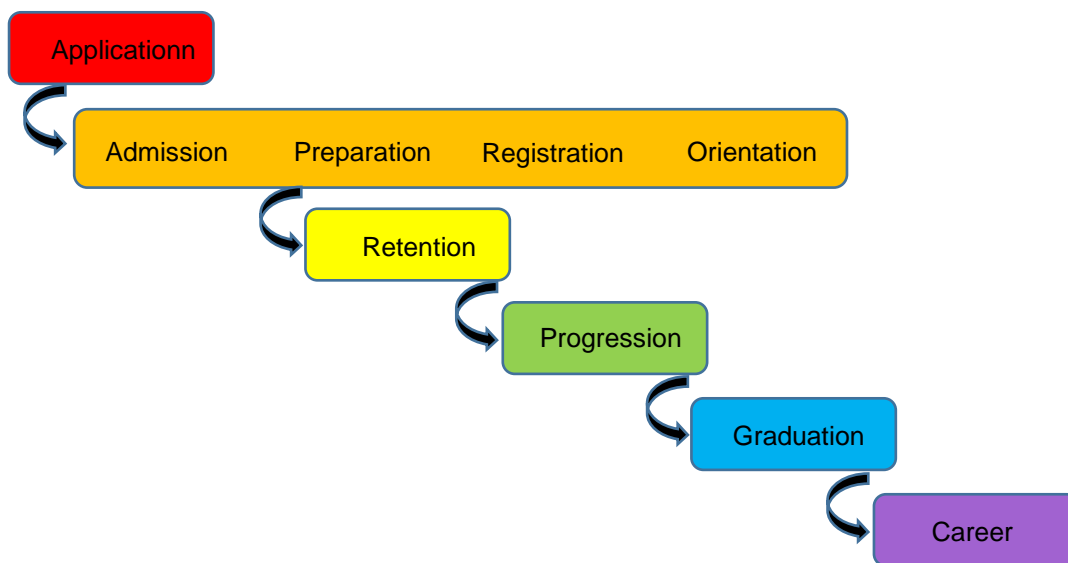 Applicationn
Admission Preparation Registration Orientation
Retention
Progression
Graduation
Career